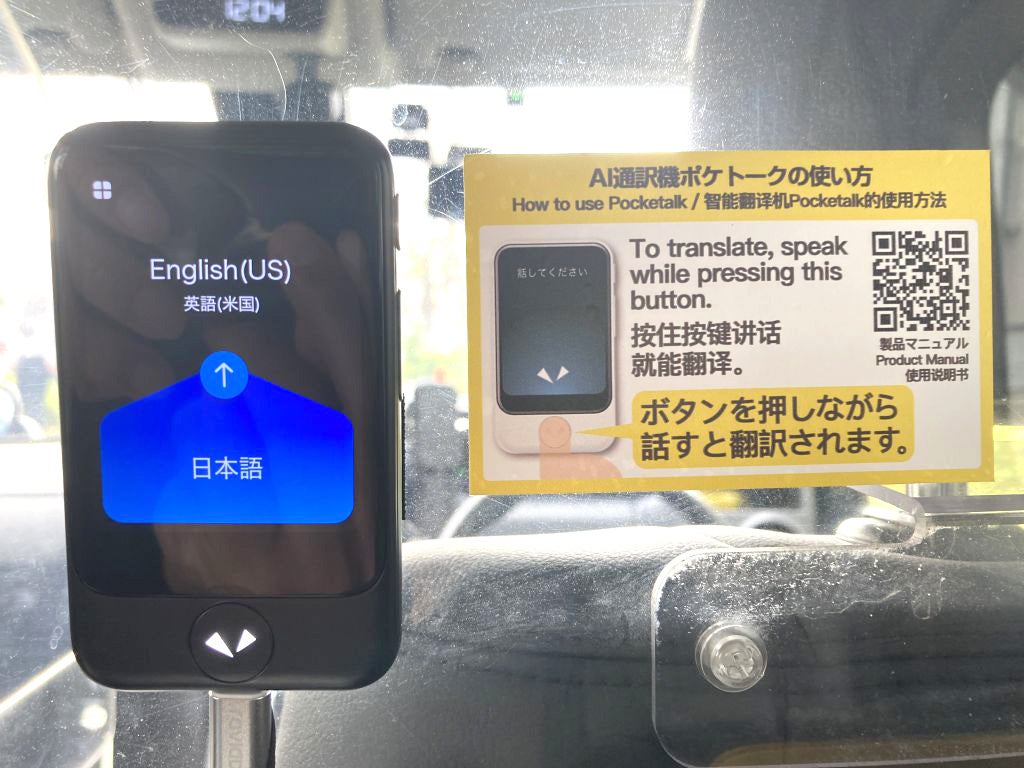 12:04
English(US)
英語(米国)
日本語
AI通訳機ポケトークの使い方
How to use Pocketalk / 智能翻译机Pocketalk的使用方法
話してください
To translate, speak
while pressing this
button.
按住按键讲话
就能翻译。
ボタンを押しながら
話すと翻訳されます。
製品マニュアル
Product Manual
使用说明书